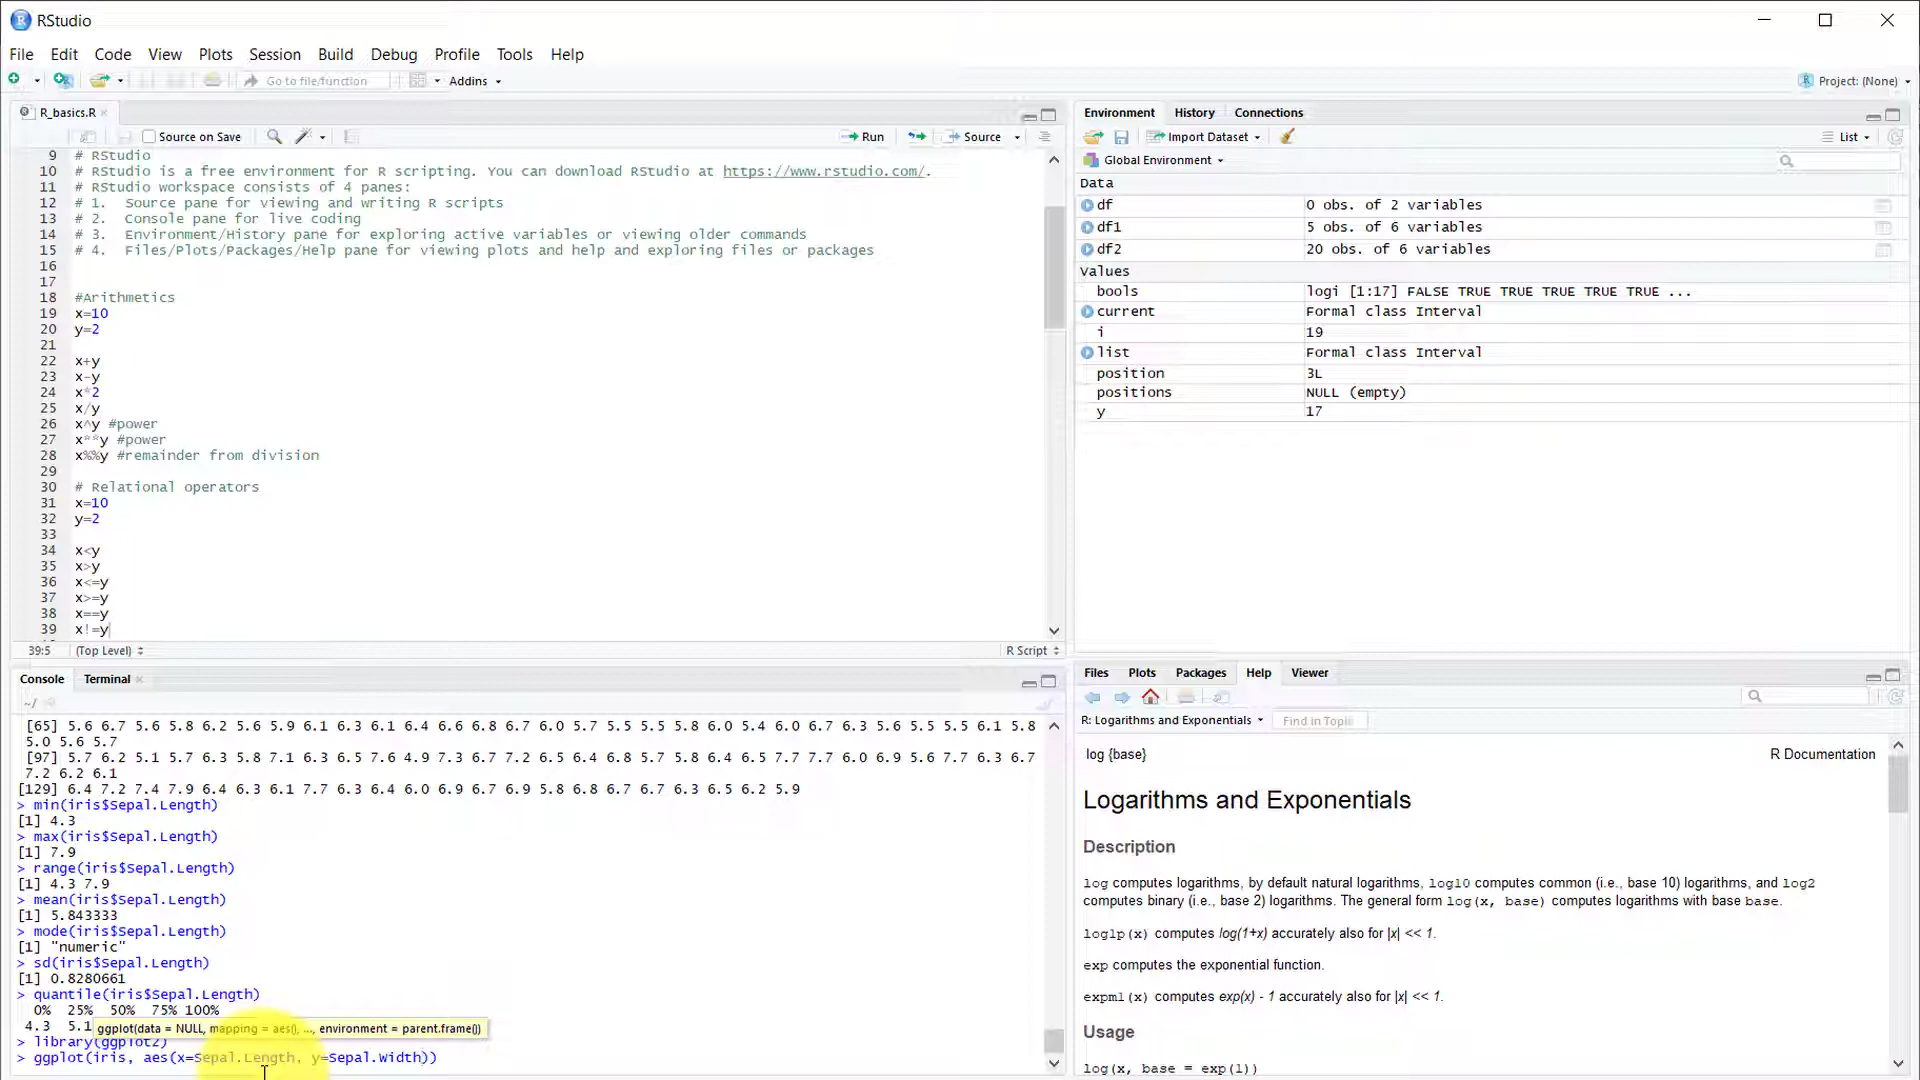 RStudio
File Edit Code View Plots Session Build Debug Profile Tools Help
Go to file/function Addins Project: (None)
R_basics.R
Source on Save Run Source
9 # RStudio
10 # RStudio is a free environment for R scripting. You can download RStudio at https://www.rstudio.com/.
11 # RStudio workspace consists of 4 panes:
12 # 1. Source pane for viewing and writing R scripts
13 # 2. Console pane for live coding
14 # 3. Environment/History pane for exploring active variables or viewing older commands
15 # 4. Files/Plots/Packages/Help pane for viewing plots and help and exploring files or packages
16
17
18 #Arithmetics
19 x=10
20 y=2
21
22 x+y
23 x-y
24 x*2
25 x/y
26 x^y #power
27 x**y #power
28 x%%y #remainder from division
29
30 # Relational operators
31 x=10
32 y=2
33
34 x<y
35 x>y
36 x<=y
37 x>=y
38 x==y
39 x!=y
39:5 (Top Level) R Script
Console Terminal
~/
[65] 5.6 6.7 5.6 5.8 6.2 5.6 5.9 6.1 6.3 6.1 6.4 6.6 6.8 6.7 6.0 5.7 5.5 5.5 5.8 6.0 5.4 6.0 6.7 6.3 5.6 5.5 5.5 6.1 5.8
5.0 5.6 5.7
[97] 5.7 6.2 5.1 5.7 6.3 5.8 7.1 6.3 6.5 7.6 4.9 7.3 6.7 7.2 6.5 6.4 6.8 5.7 5.8 6.4 6.5 7.7 7.7 6.0 6.9 5.6 7.7 6.3 6.7
7.2 6.2 6.1
[129] 6.4 7.2 7.4 7.9 6.4 6.3 6.1 7.7 6.3 6.4 6.0 6.9 6.7 6.9 5.8 6.8 6.7 6.7 6.3 6.5 6.2 5.9
> min(iris$Sepal.Length)
[1] 4.3
> max(iris$Sepal.Length)
[1] 7.9
> range(iris$Sepal.Length)
[1] 4.3 7.9
> mean(iris$Sepal.Length)
[1] 5.843333
> mode(iris$Sepal.Length)
[1] "numeric"
> sd(iris$Sepal.Length)
[1] 0.8280661
> quantile(iris$Sepal.Length)
0% 25% 50% 75% 100%
4.3 5.1
ggplot(data = NULL, mapping = aes(), ..., environment = parent.frame())
> library(ggplot2)
> ggplot(iris, aes(x=Sepal.Length, y=Sepal.Width))
Environment History Connections
Import Dataset List
Global Environment
Data
df 0 obs. of 2 variables
df1 5 obs. of 6 variables
df2 20 obs. of 6 variables
Values
bools logi [1:17] FALSE TRUE TRUE TRUE TRUE TRUE ...
current Formal class Interval
i 19
list Formal class Interval
position 3L
positions NULL (empty)
y 17
Files Plots Packages Help Viewer
R: Logarithms and Exponentials Find in Topic
log {base} R Documentation
Logarithms and Exponentials
Description
log computes logarithms, by default natural logarithms, log10 computes common (i.e., base 10) logarithms, and log2
computes binary (i.e., base 2) logarithms. The general form log(x, base) computes logarithms with base base.
log1p(x) computes log(1+x) accurately also for |x| << 1.
exp computes the exponential function.
expm1(x) computes exp(x) - 1 accurately also for |x| << 1.
Usage
log(x, base = exp(1))